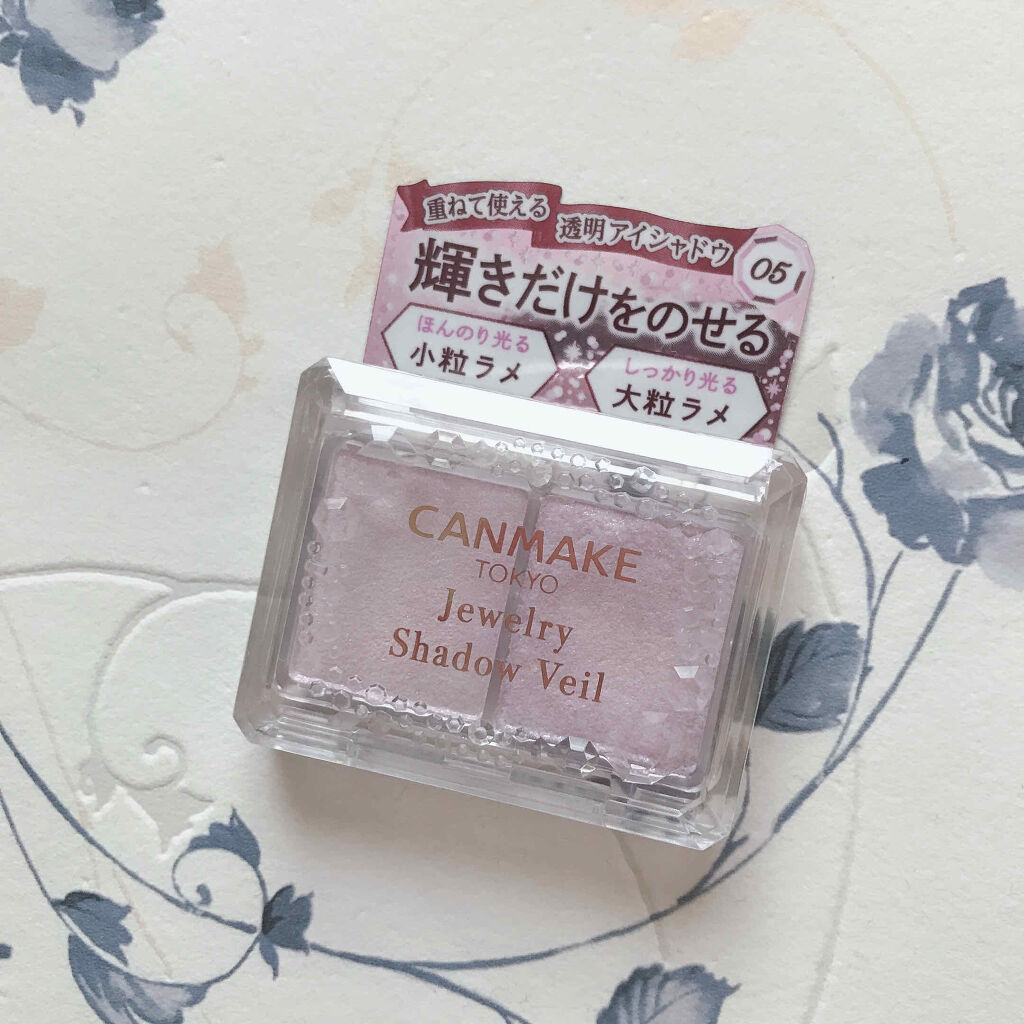 重ねて使える
透明アイシャドウ
05
輝きだけをのせる
ほんのり光る
小粒ラメ
しっかり光る
大粒ラメ
CANMAKE
TOKYO
Jewelry
Shadow Veil